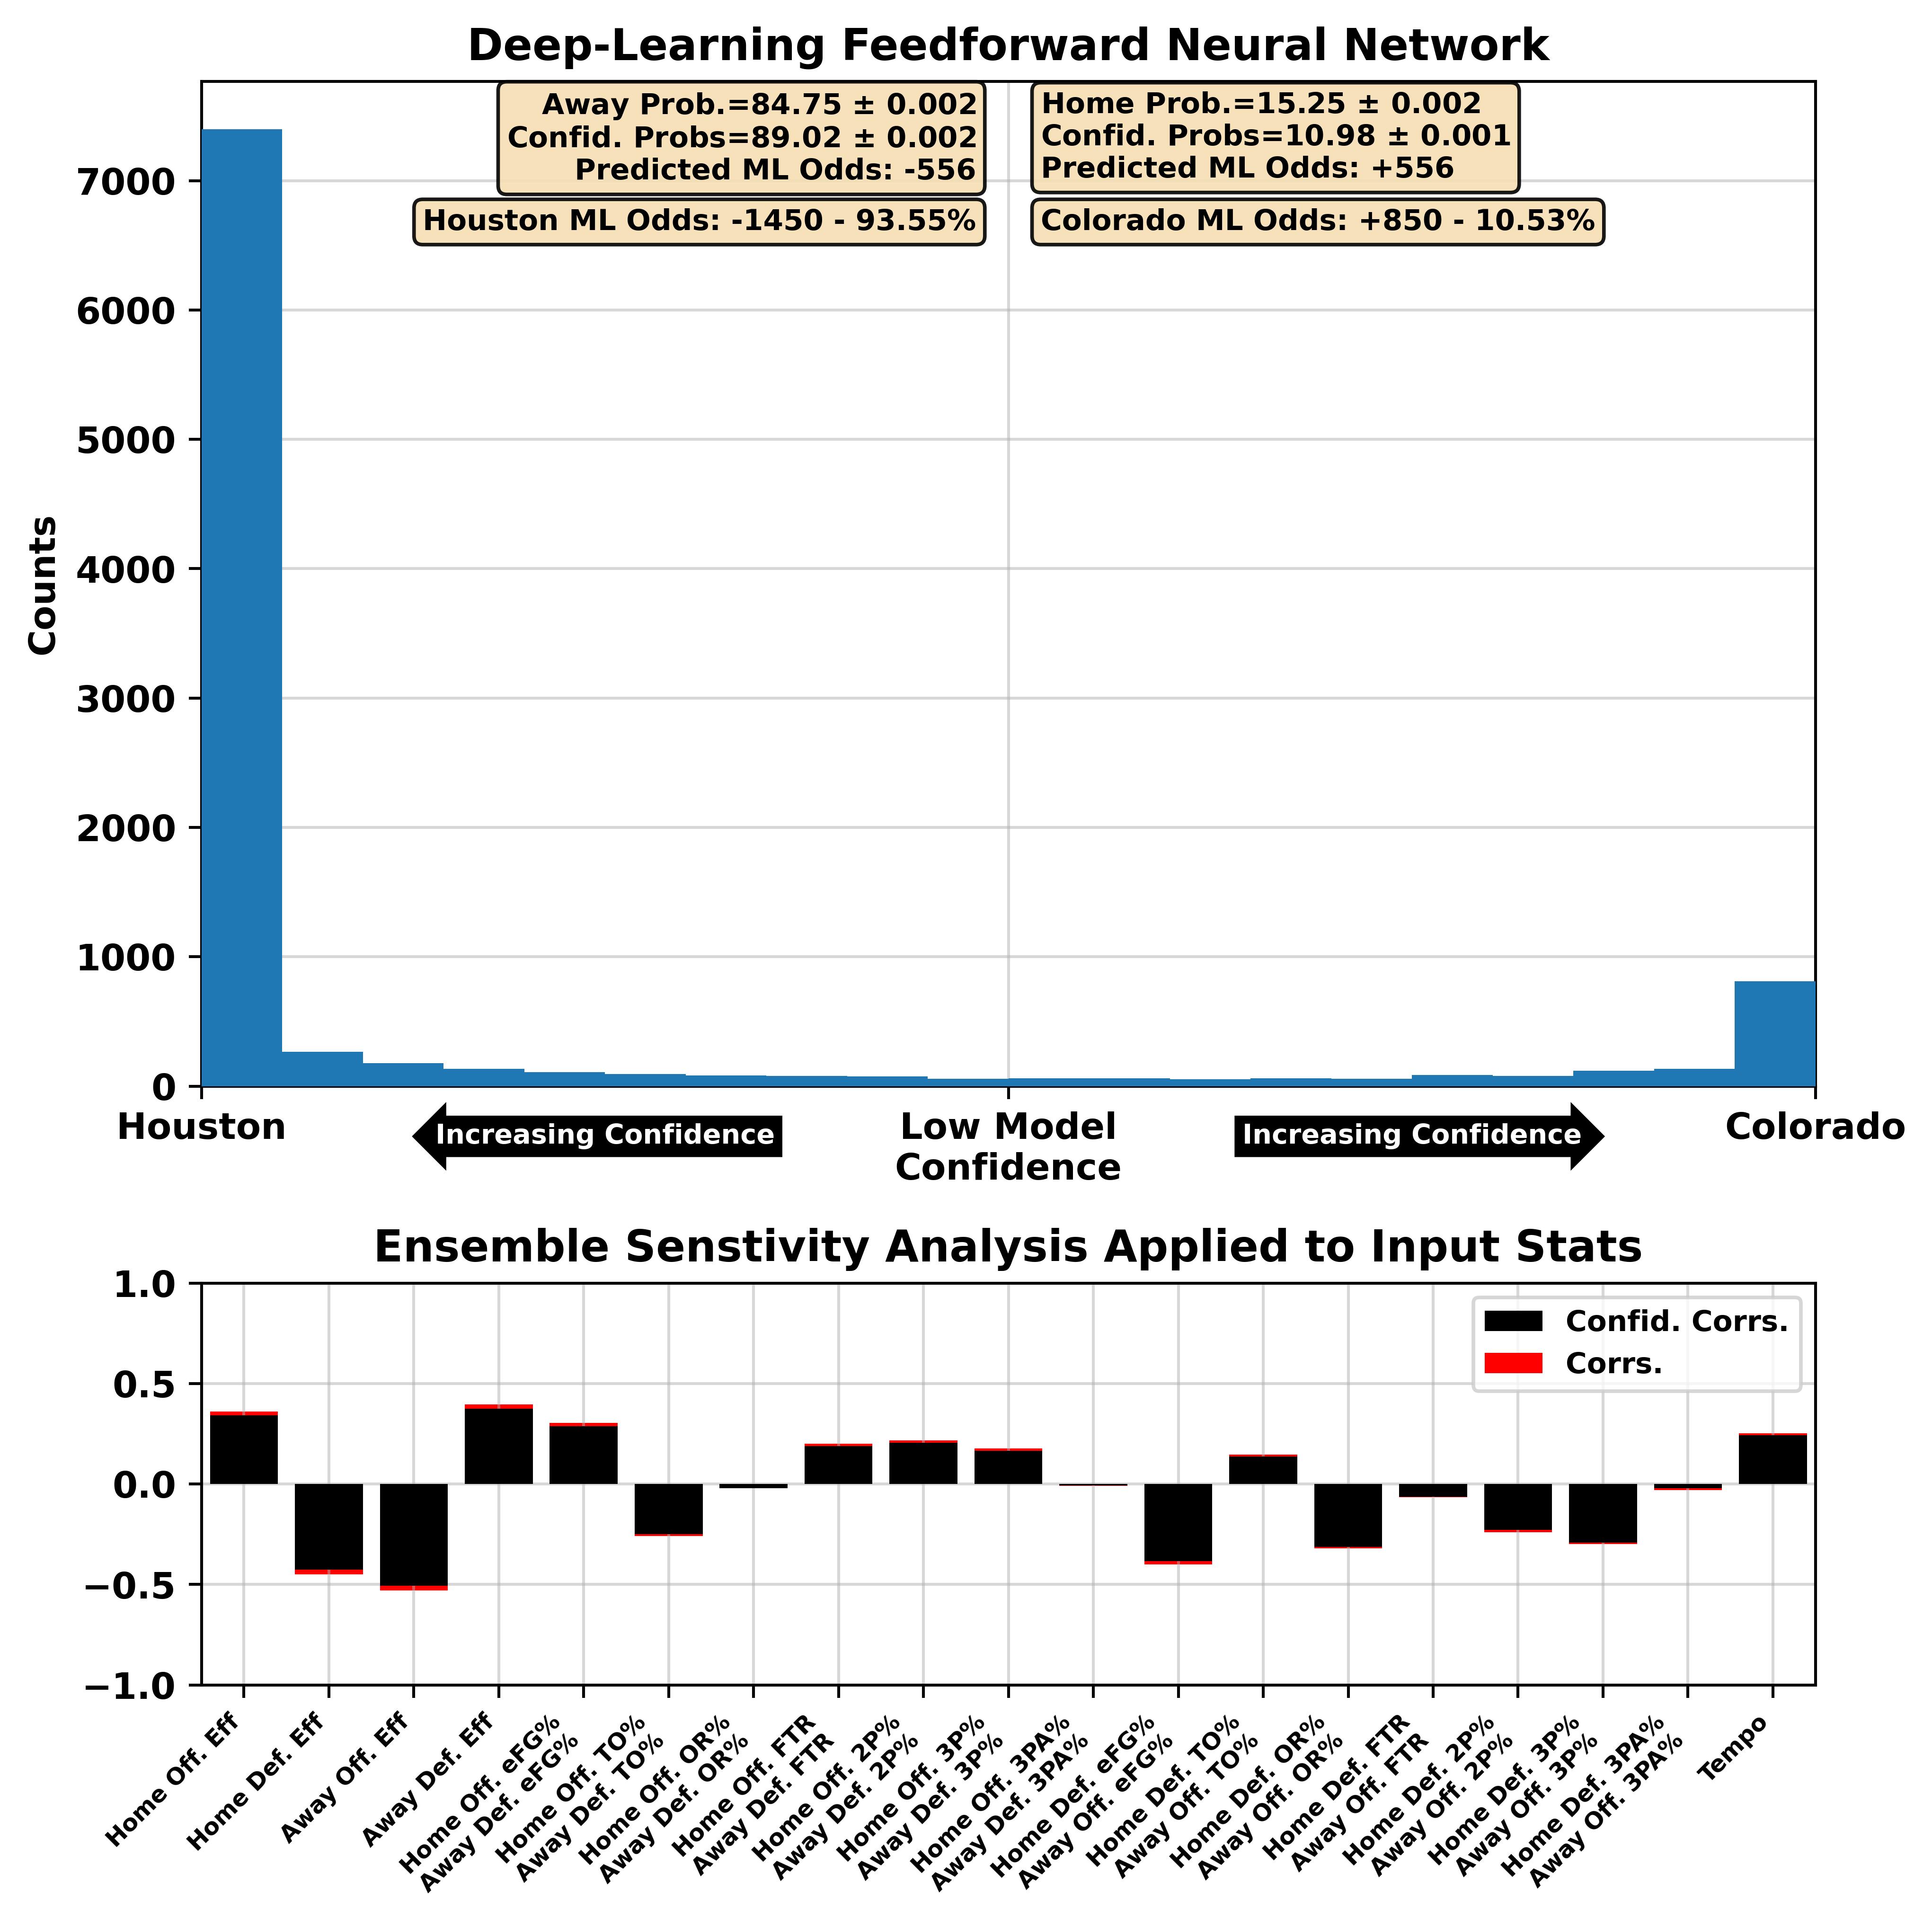 Deep-Learning Feedforward Neural Network
Away Prob.=84.75 ± 0.002
Confid. Probs=89.02 ± 0.002
Predicted ML Odds: -556
Houston ML Odds: -1450 - 93.55%
Home Prob.=15.25 ± 0.002
Confid. Probs=10.98 ± 0.001
Predicted ML Odds: +556
Colorado ML Odds: +850 - 10.53%
Counts
7000
6000
5000
4000
3000
2000
1000
0
Houston
Increasing Confidence
Low Model
Confidence
Increasing Confidence
Colorado
Ensemble Senstivity Analysis Applied to Input Stats
Confid. Corrs.
Corrs.
1.0
0.5
0.0
−0.5
−1.0
Home Off. Eff
Home Def. Eff
Away Off. Eff
Away Def. Eff
Home Off. eFG%
Away Def. eFG%
Home Off. TO%
Away Def. TO%
Home Off. OR%
Away Def. OR%
Home Off. FTR
Away Def. FTR
Home Off. 2P%
Away Def. 2P%
Home Off. 3P%
Away Def. 3P%
Home Off. 3PA%
Away Def. 3PA%
Home Def. eFG%
Away Off. eFG%
Home Def. TO%
Away Off. TO%
Home Def. OR%
Away Off. OR%
Home Def. FTR
Away Off. FTR
Home Def. 2P%
Away Off. 2P%
Home Def. 3P%
Away Off. 3P%
Home Def. 3PA%
Away Off. 3PA%
Tempo